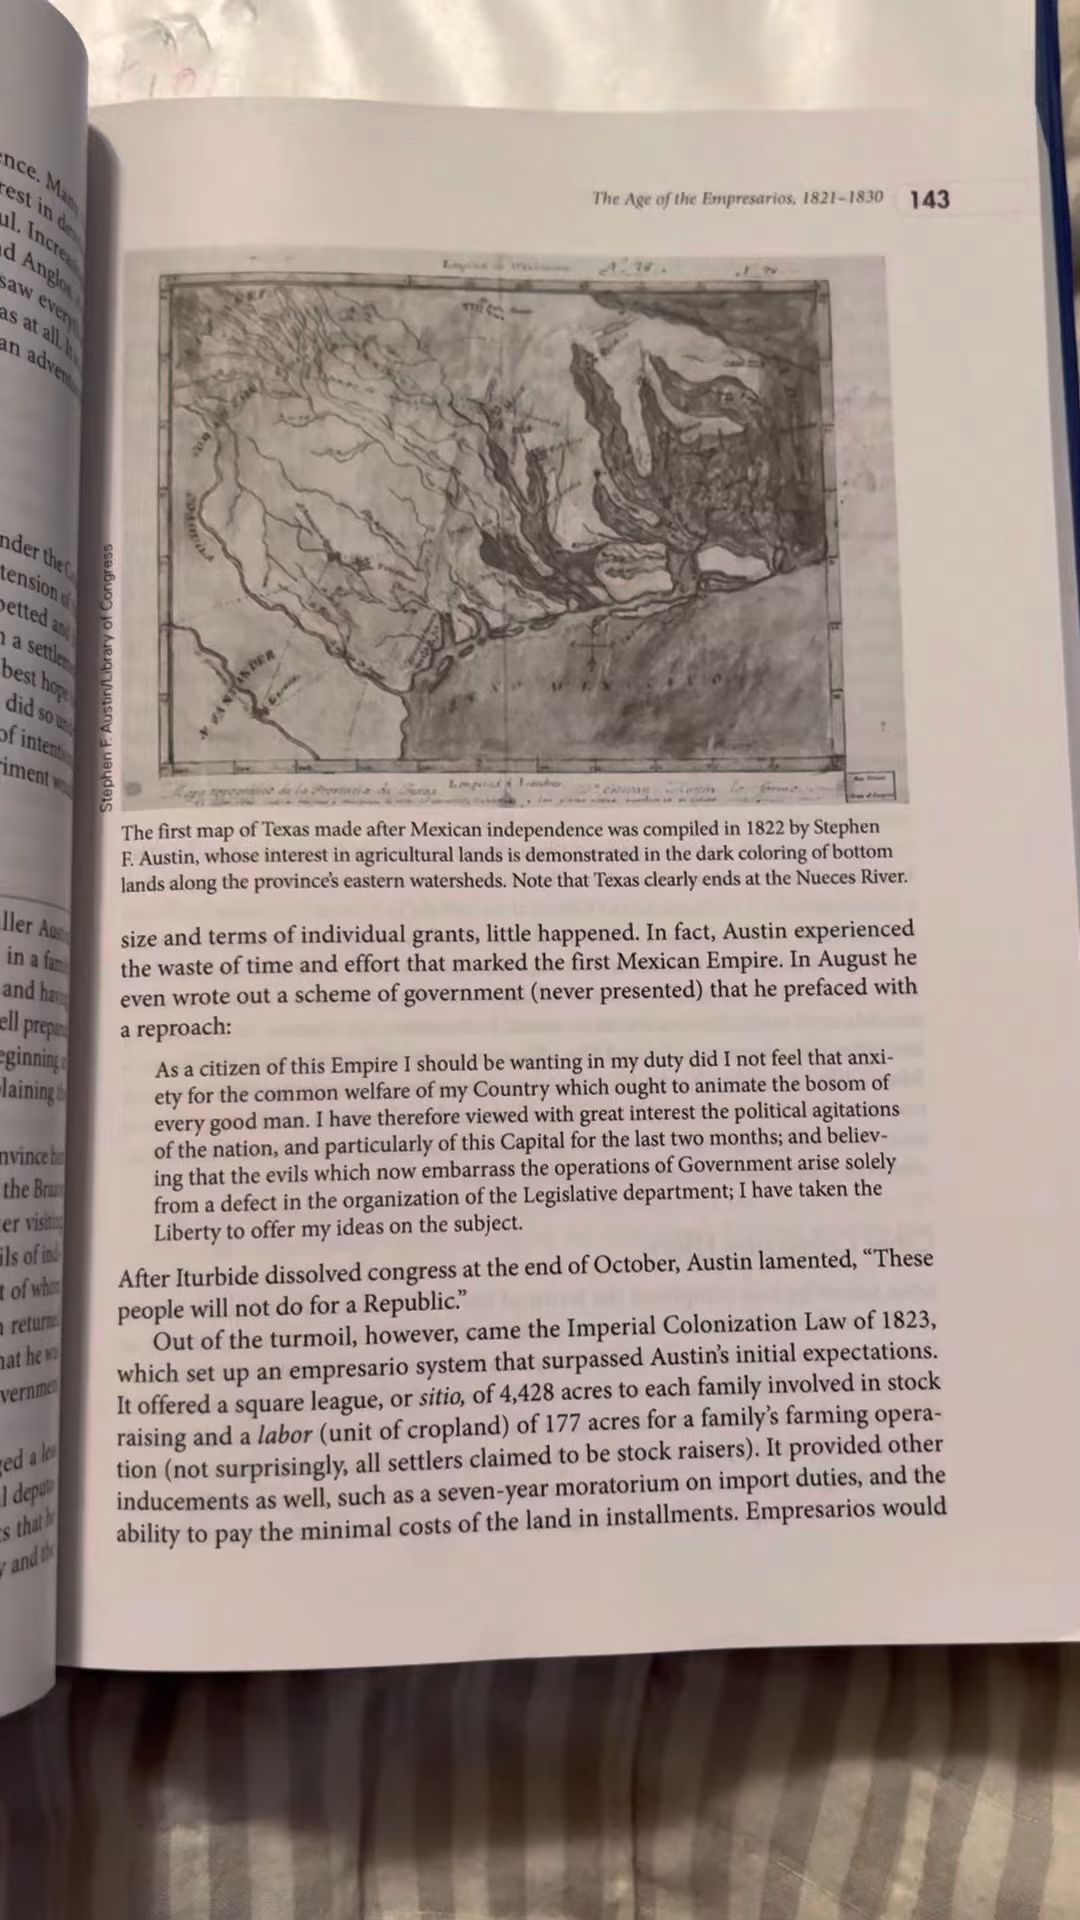 The Age of the Empresarios, 1821–1830 143
Stephen F. Austin/Library of Congress
The first map of Texas made after Mexican independence was compiled in 1822 by Stephen
F. Austin, whose interest in agricultural lands is demonstrated in the dark coloring of bottom
lands along the province's eastern watersheds. Note that Texas clearly ends at the Nueces River.
size and terms of individual grants, little happened. In fact, Austin experienced
the waste of time and effort that marked the first Mexican Empire. In August he
even wrote out a scheme of government (never presented) that he prefaced with
a reproach:
As a citizen of this Empire I should be wanting in my duty did I not feel that anxi-
ety for the common welfare of my Country which ought to animate the bosom of
every good man. I have therefore viewed with great interest the political agitations
of the nation, and particularly of this Capital for the last two months; and believ-
ing that the evils which now embarrass the operations of Government arise solely
from a defect in the organization of the Legislative department; I have taken the
Liberty to offer my ideas on the subject.
After Iturbide dissolved congress at the end of October, Austin lamented, “These
people will not do for a Republic.”
Out of the turmoil, however, came the Imperial Colonization Law of 1823,
which set up an empresario system that surpassed Austin's initial expectations.
It offered a square league, or sitio, of 4,428 acres to each family involved in stock
raising and a labor (unit of cropland) of 177 acres for a family's farming opera-
tion (not surprisingly, all settlers claimed to be stock raisers). It provided other
inducements as well, such as a seven-year moratorium on import duties, and the
ability to pay the minimal costs of the land in installments. Empresarios would